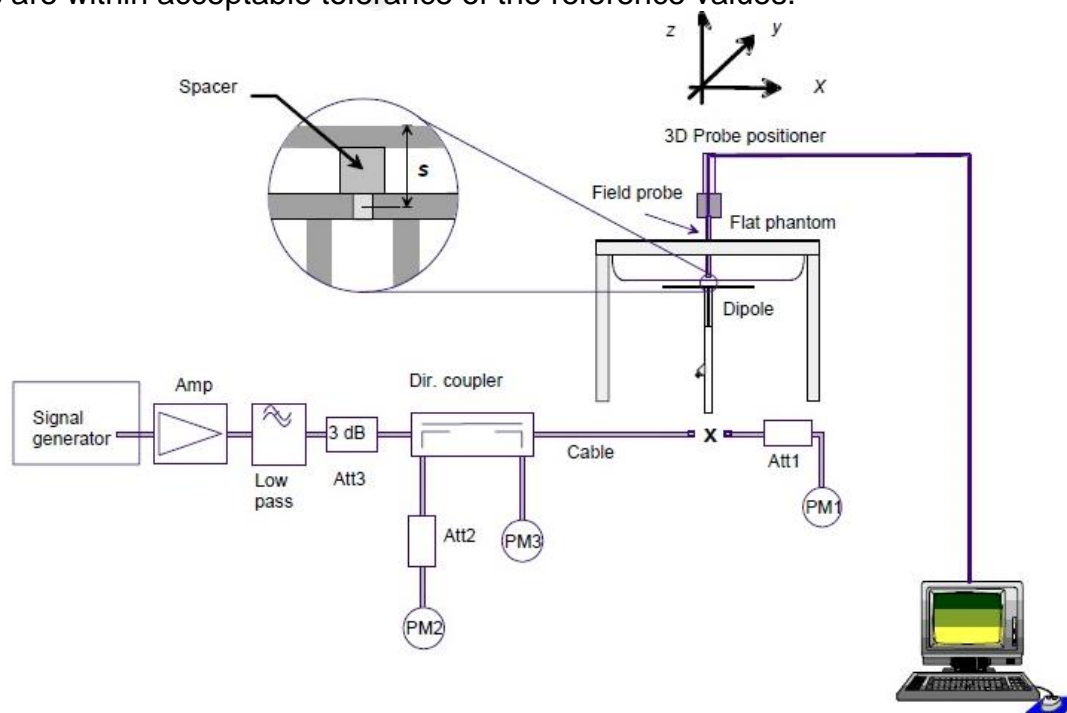 are within acceptable tolerance of the reference values.
z
y
X
Spacer
s
3D Probe positioner
Field probe
Flat phantom
Dipole
Dir. coupler
Amp
Signal
generator
3 dB
Low
pass
Att3
Cable
X
Att1
PM1
Att2
PM3
PM2